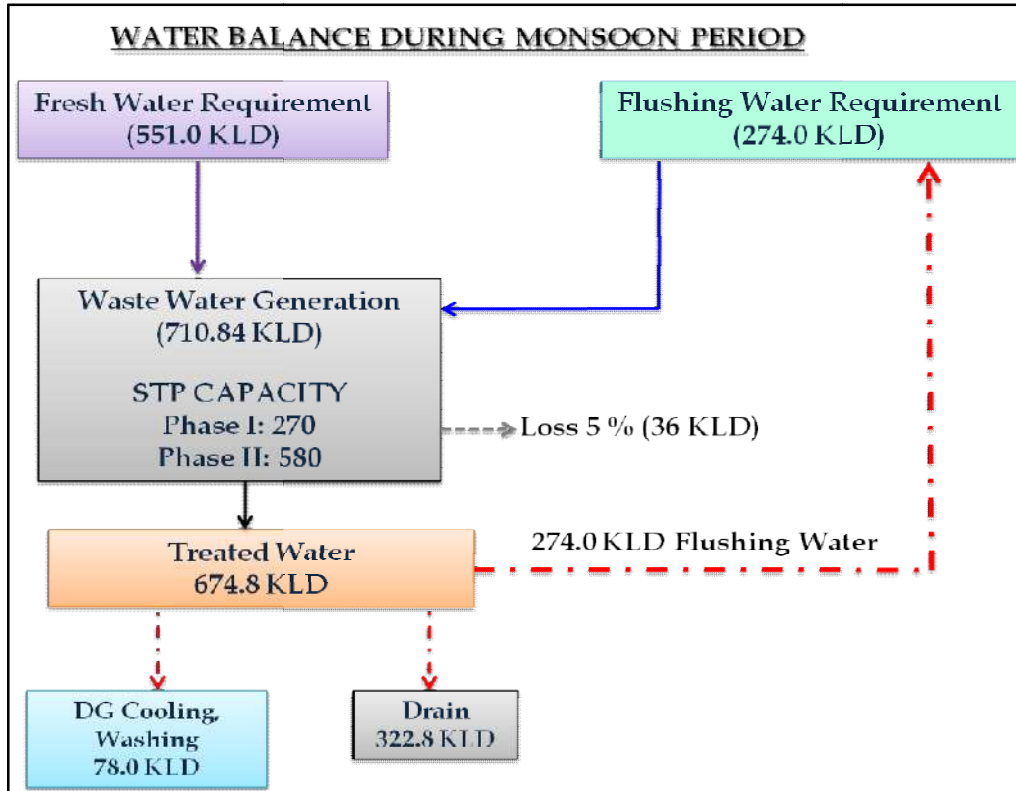 WATER BALANCE DURING MONSOON PERIOD
Fresh Water Requirement
(551.0 KLD)
Flushing Water Requirement
(274.0 KLD)
Waste Water Generation
(710.84 KLD)
STP CAPACITY
Phase I: 270
Phase II: 580
Loss 5 % (36 KLD)
Treated Water
674.8 KLD
274.0 KLD Flushing Water
DG Cooling,
Washing
78.0 KLD
Drain
322.8 KLD